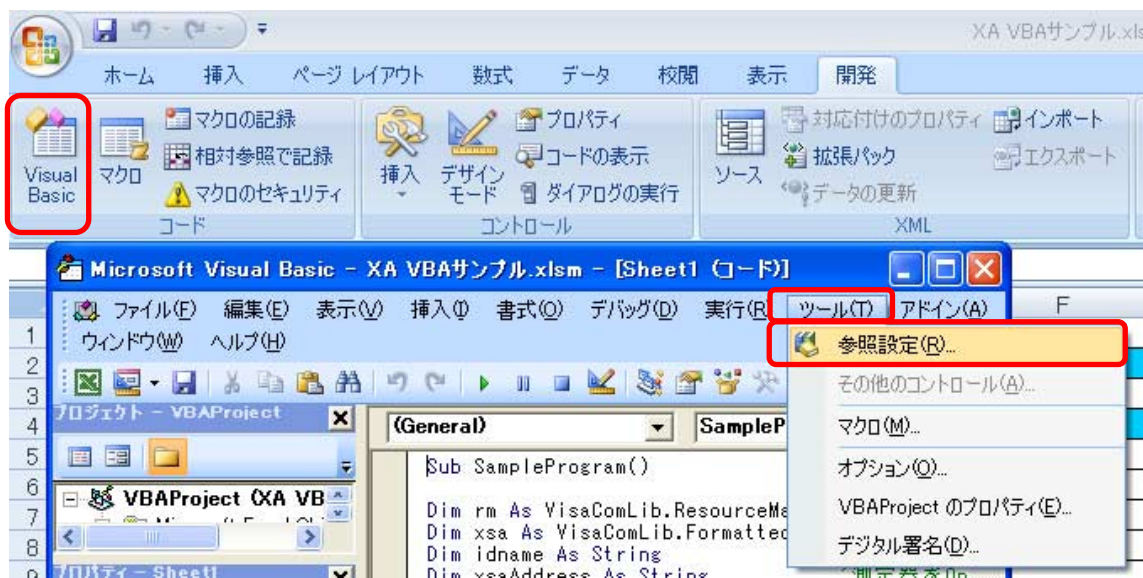 XA VBAサンプル.xls
ホーム 挿入 ページ レイアウト 数式 データ 校閲 表示 開発
Visual Basic
マクロ
マクロの記録
相対参照で記録
マクロのセキュリティ
コード
挿入
デザイン モード
プロパティ
コードの表示
ダイアログの実行
コントロール
ソース
対応付けのプロパティ
拡張パック
データの更新
インポート
エクスポート
XML
Microsoft Visual Basic - XA VBAサンプル.xlsm - [Sheet1 (コード)]
ファイル(F) 編集(E) 表示(V) 挿入(I) 書式(O) デバッグ(D) 実行(R) ツール(T) アドイン(A)
ウィンドウ(W) ヘルプ(H)
F
1
2
3
4
5
6
7
8
9
参照設定(R)...
その他のコントロール(A)...
マクロ(M)...
オプション(O)...
VBAProject のプロパティ(E)...
デジタル署名(D)...
プロジェクト - VBAProject
VBAProject (XA VB
プロパティ - Sheet1
(General)
SampleP
Sub SampleProgram()
Dim rm As VisaComLib.ResourceMa
Dim xsa As VisaComLib.Formatted
Dim idname As String
Dim xsaAddress As String